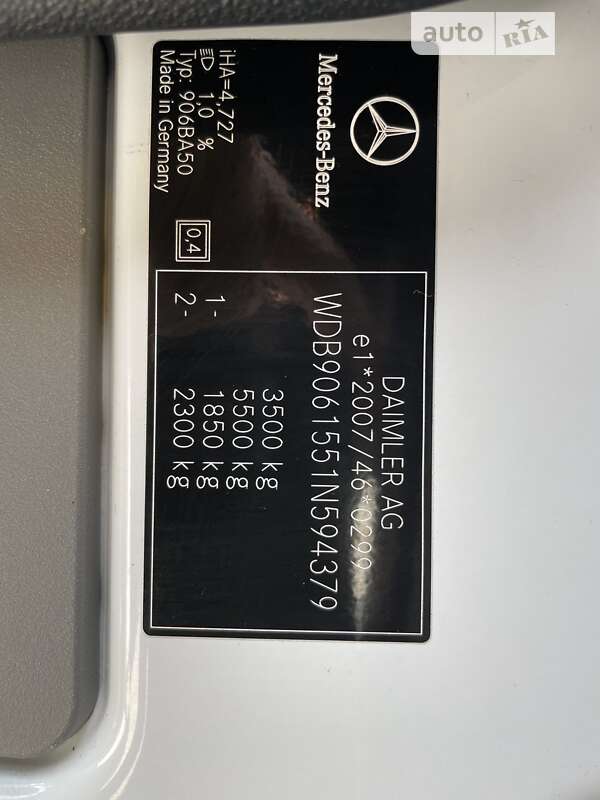 auto RIA
Mercedes-Benz
iHA=4,727
1,0 %
Typ: 906BA50
Made in Germany
0,4
DAIMLER AG
e1*2007/46*0299
WDB9061551N594379
3500 kg
5500 kg
1- 1850 kg
2- 2300 kg